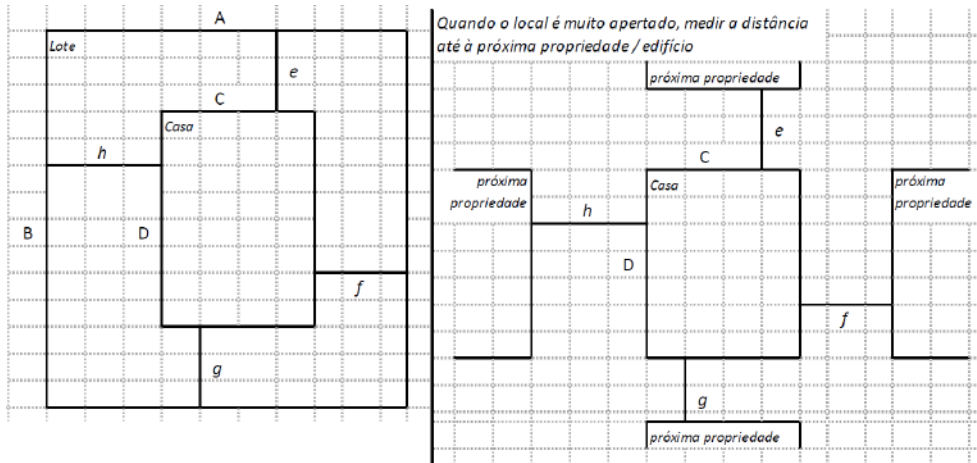 A
Lote
e
C
Casa
h
B
D
f
g
Quando o local é muito apertado, medir a distância
até à próxima propriedade / edifício
próxima propriedade
e
C
próxima
propriedade
Casa
próxima
propriedade
h
D
f
g
próxima propriedade